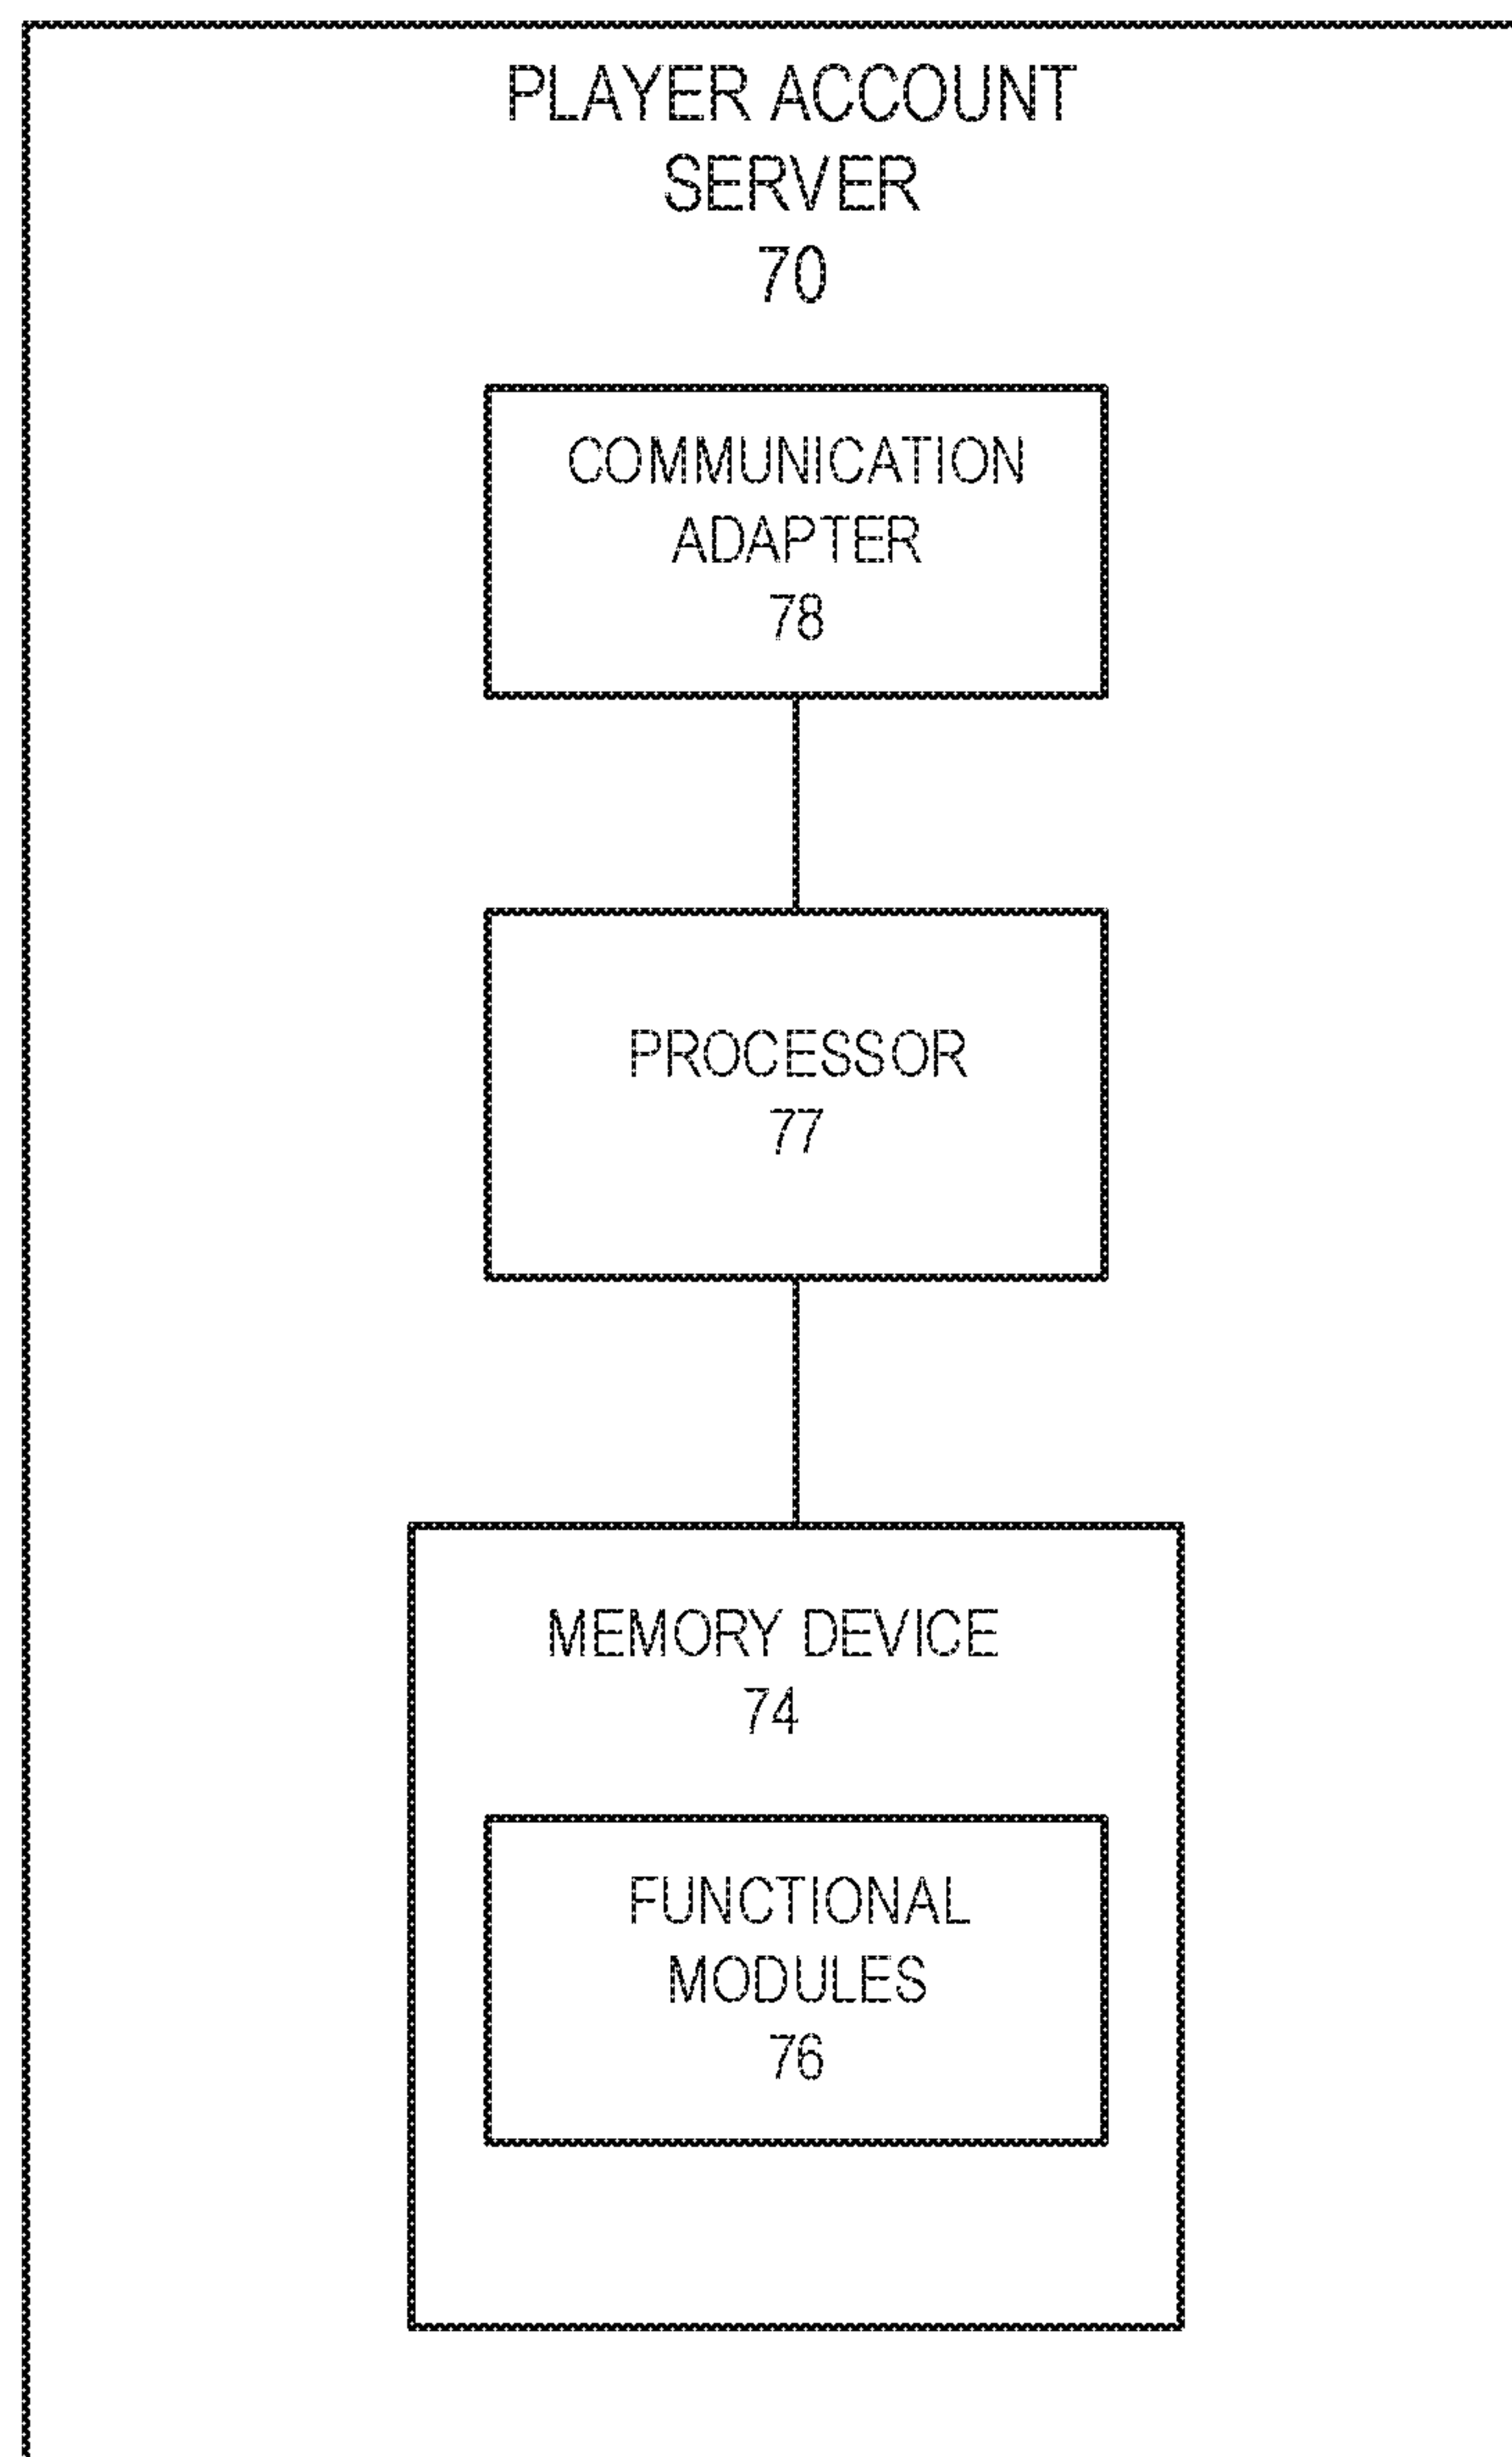 PLAYER ACCOUNT
SERVER
70
COMMUNICATION
ADAPTER
78
PROCESSOR
77
MEMORY DEVICE
74
FUNCTIONAL
MODULES
76